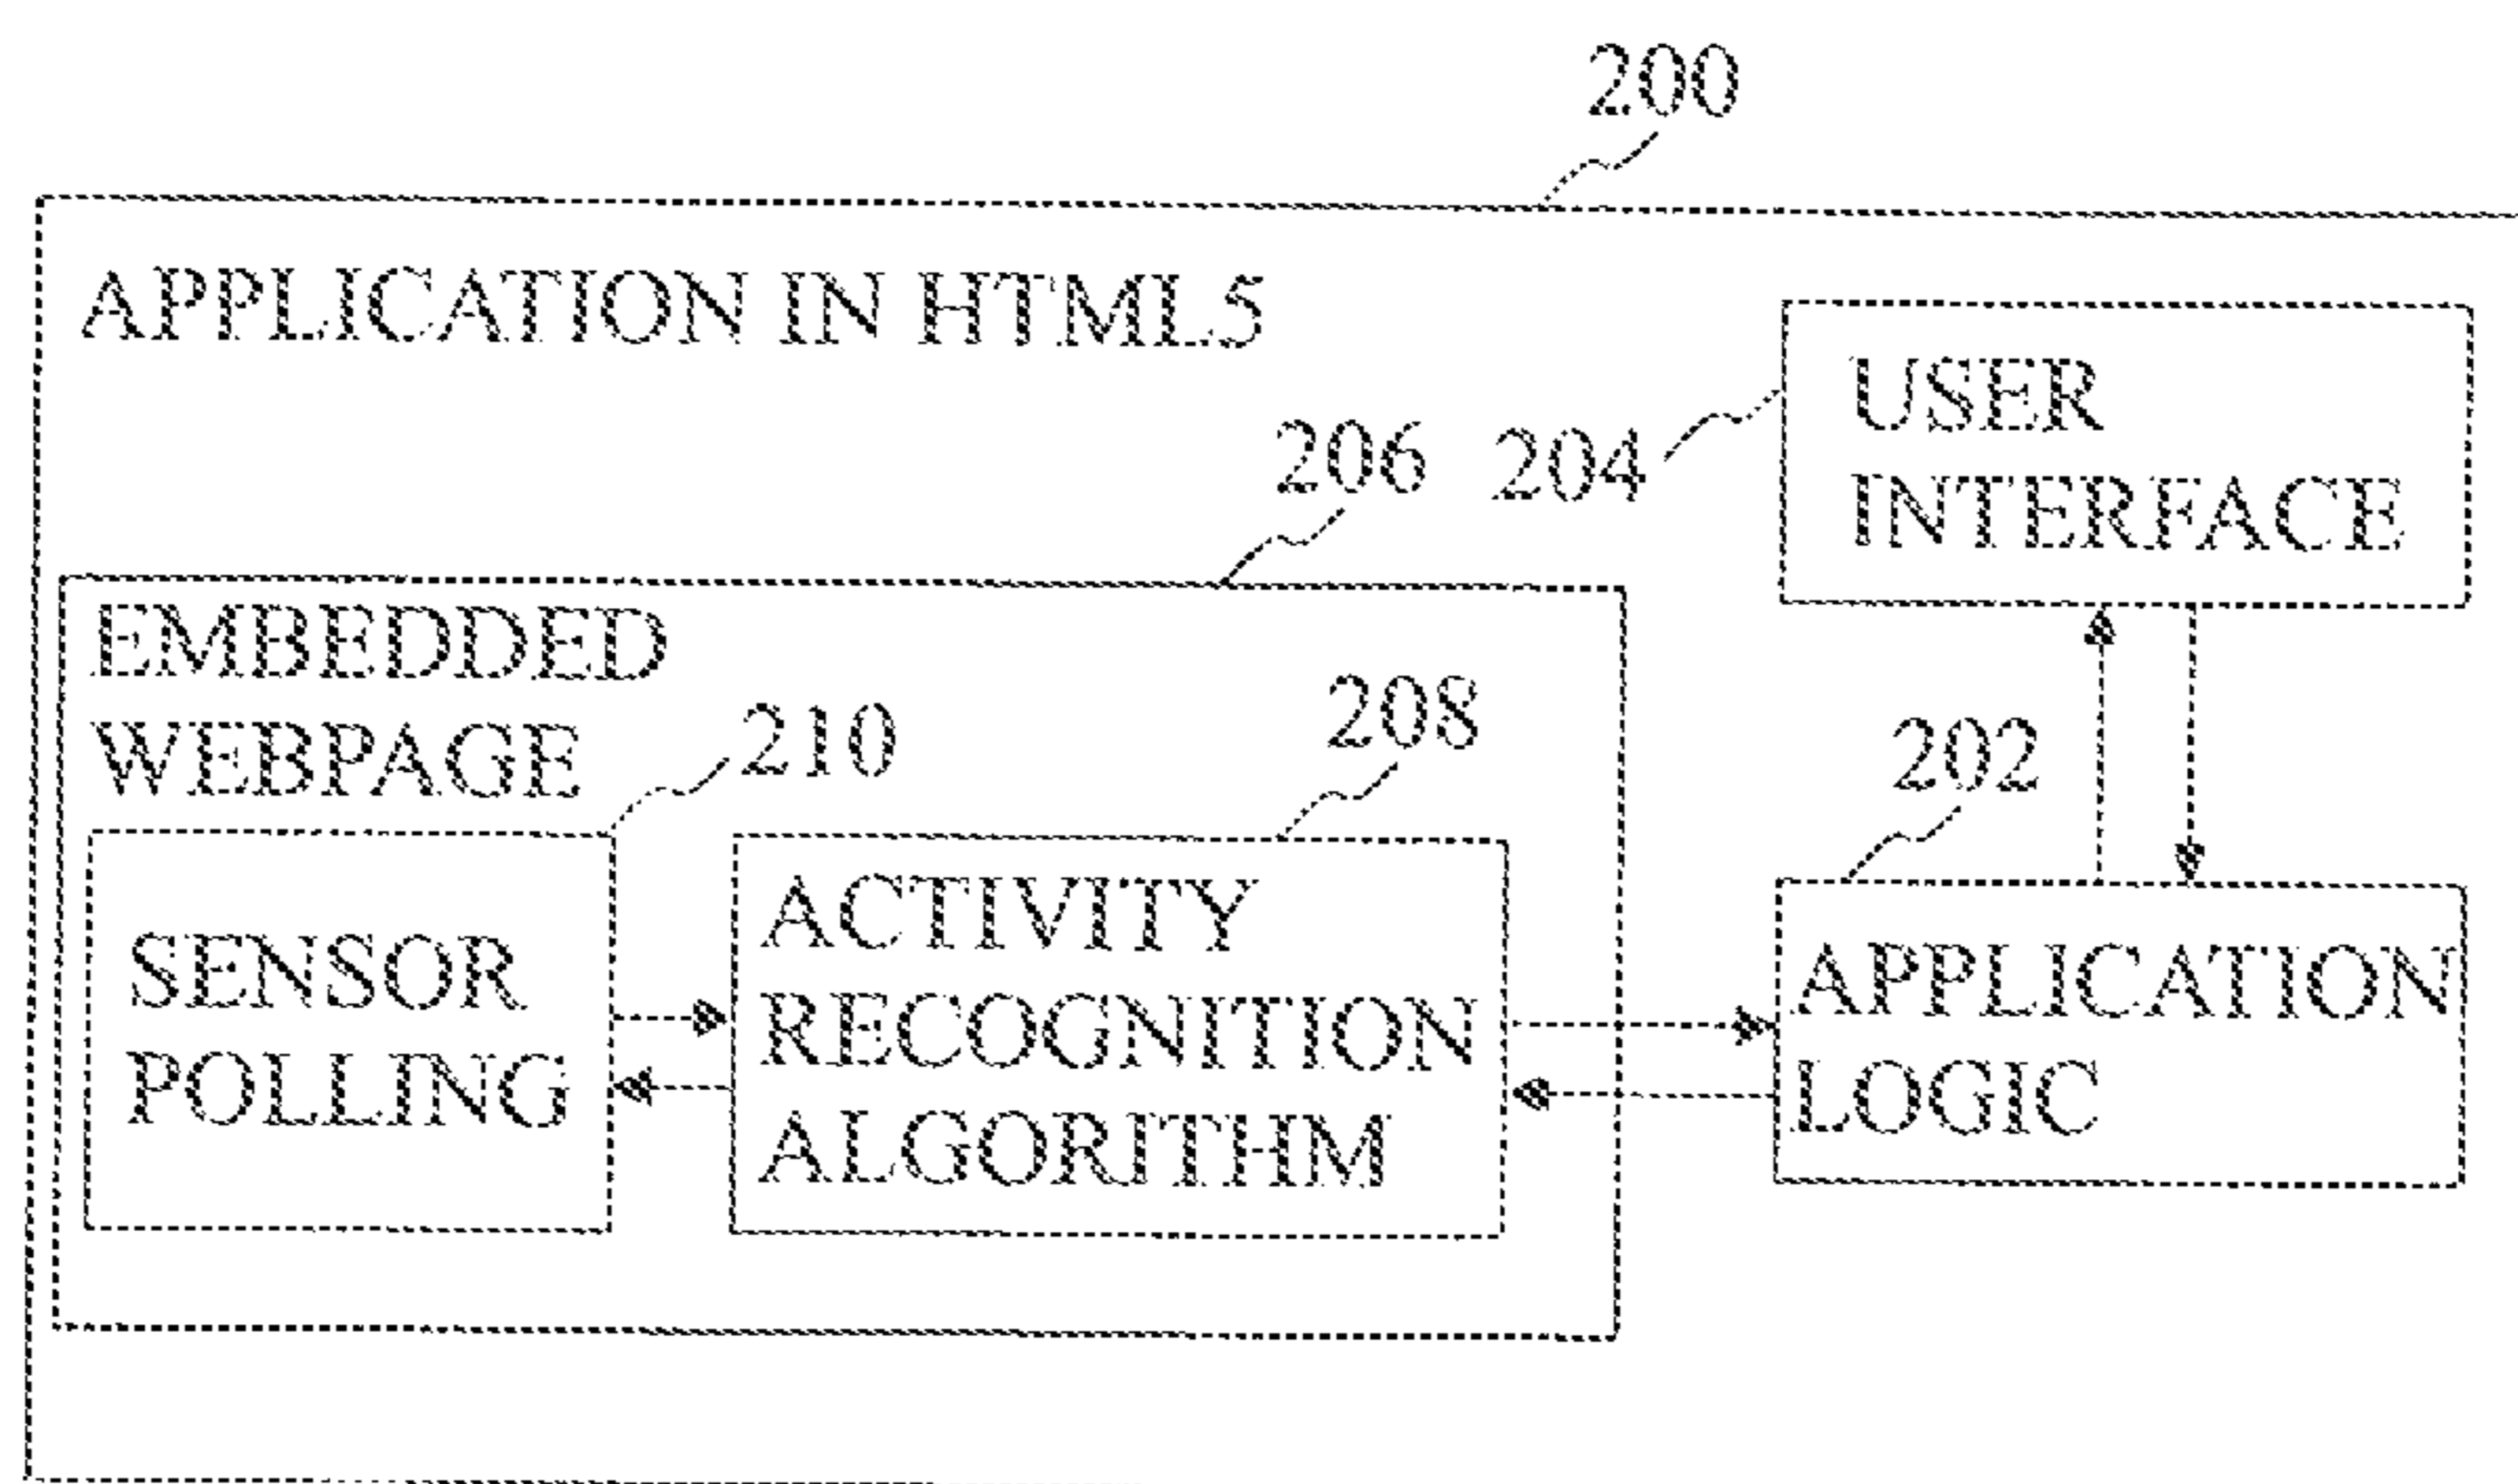 200
APPLICATION IN HTML5
USER
INTERFACE
204
206
EMBEDDED
WEBPAGE
210
208
202
SENSOR
POLLING
ACTIVITY
RECOGNITION
ALGORITHM
APPLICATION
LOGIC